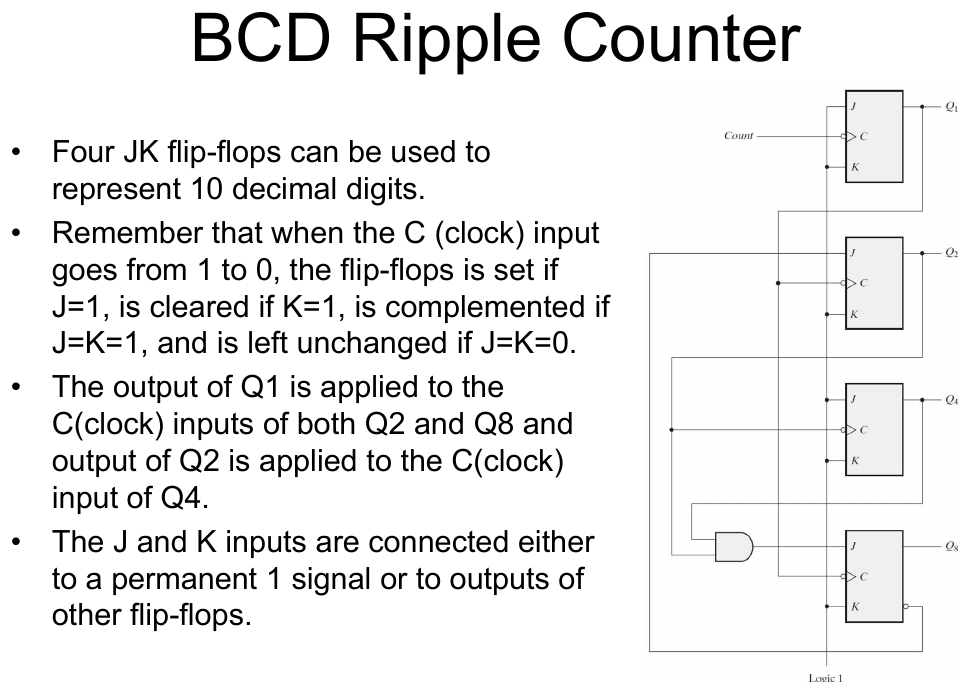 BCD Ripple Counter
• Four JK flip-flops can be used to
represent 10 decimal digits.
• Remember that when the C (clock) input
goes from 1 to 0, the flip-flops is set if
J=1, is cleared if K=1, is complemented if
J=K=1, and is left unchanged if J=K=0.
• The output of Q1 is applied to the
C(clock) inputs of both Q2 and Q8 and
output of Q2 is applied to the C(clock)
input of Q4.
• The J and K inputs are connected either
to a permanent 1 signal or to outputs of
other flip-flops.
J Q1
Count C
K
J Q2
C
K
J Q4
C
K
J Q8
C
K
Logic 1